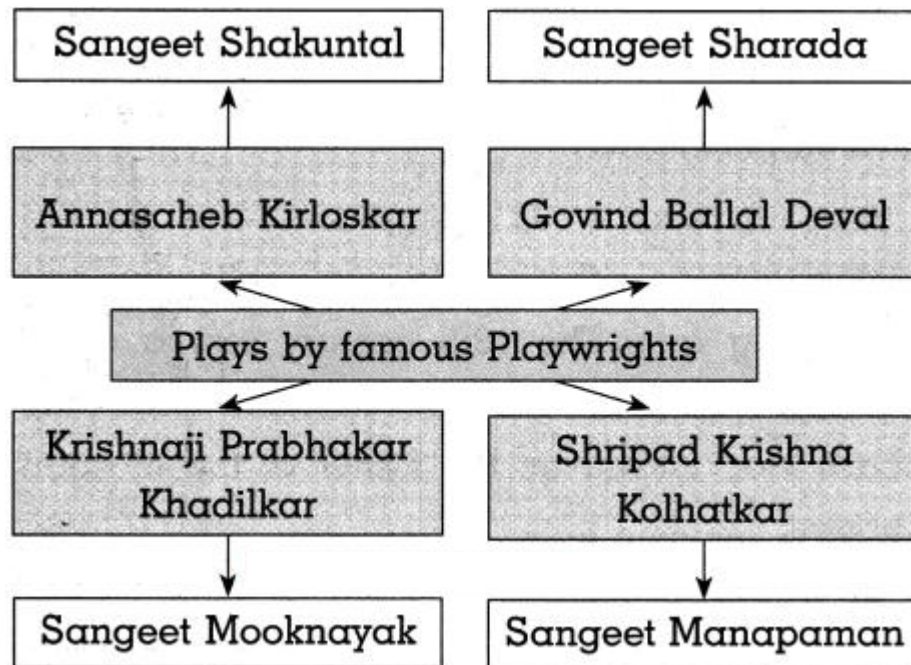 Sangeet Shakuntal
Sangeet Sharada
Annasaheb Kirloskar
Govind Ballal Deval
Plays by famous Playwrights
Krishnaji Prabhakar
Khadilkar
Shripad Krishna
Kolhatkar
Sangeet Mooknayak
Sangeet Manapaman